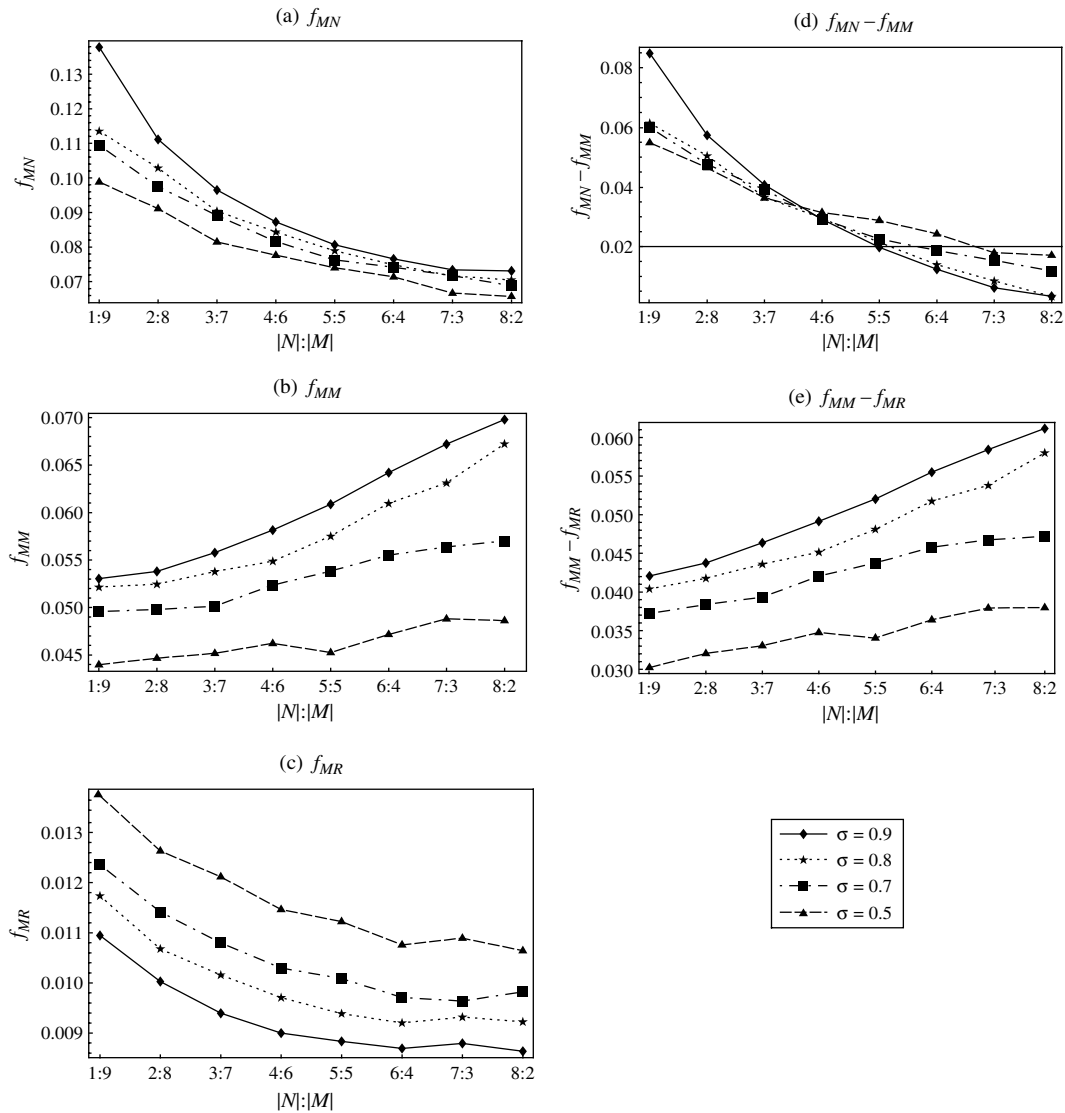 (a) f_MN
f_MN
0.13
0.12
0.11
0.10
0.09
0.08
0.07
1:9 2:8 3:7 4:6 5:5 6:4 7:3 8:2
|N|:|M|
(d) f_MN − f_MM
f_MN − f_MM
0.08
0.06
0.04
0.02
1:9 2:8 3:7 4:6 5:5 6:4 7:3 8:2
|N|:|M|
(b) f_MM
f_MM
0.070
0.065
0.060
0.055
0.050
0.045
1:9 2:8 3:7 4:6 5:5 6:4 7:3 8:2
|N|:|M|
(e) f_MM − f_MR
f_MM − f_MR
0.060
0.055
0.050
0.045
0.040
0.035
0.030
1:9 2:8 3:7 4:6 5:5 6:4 7:3 8:2
|N|:|M|
(c) f_MR
f_MR
0.013
0.012
0.011
0.010
0.009
1:9 2:8 3:7 4:6 5:5 6:4 7:3 8:2
|N|:|M|
σ = 0.9
σ = 0.8
σ = 0.7
σ = 0.5